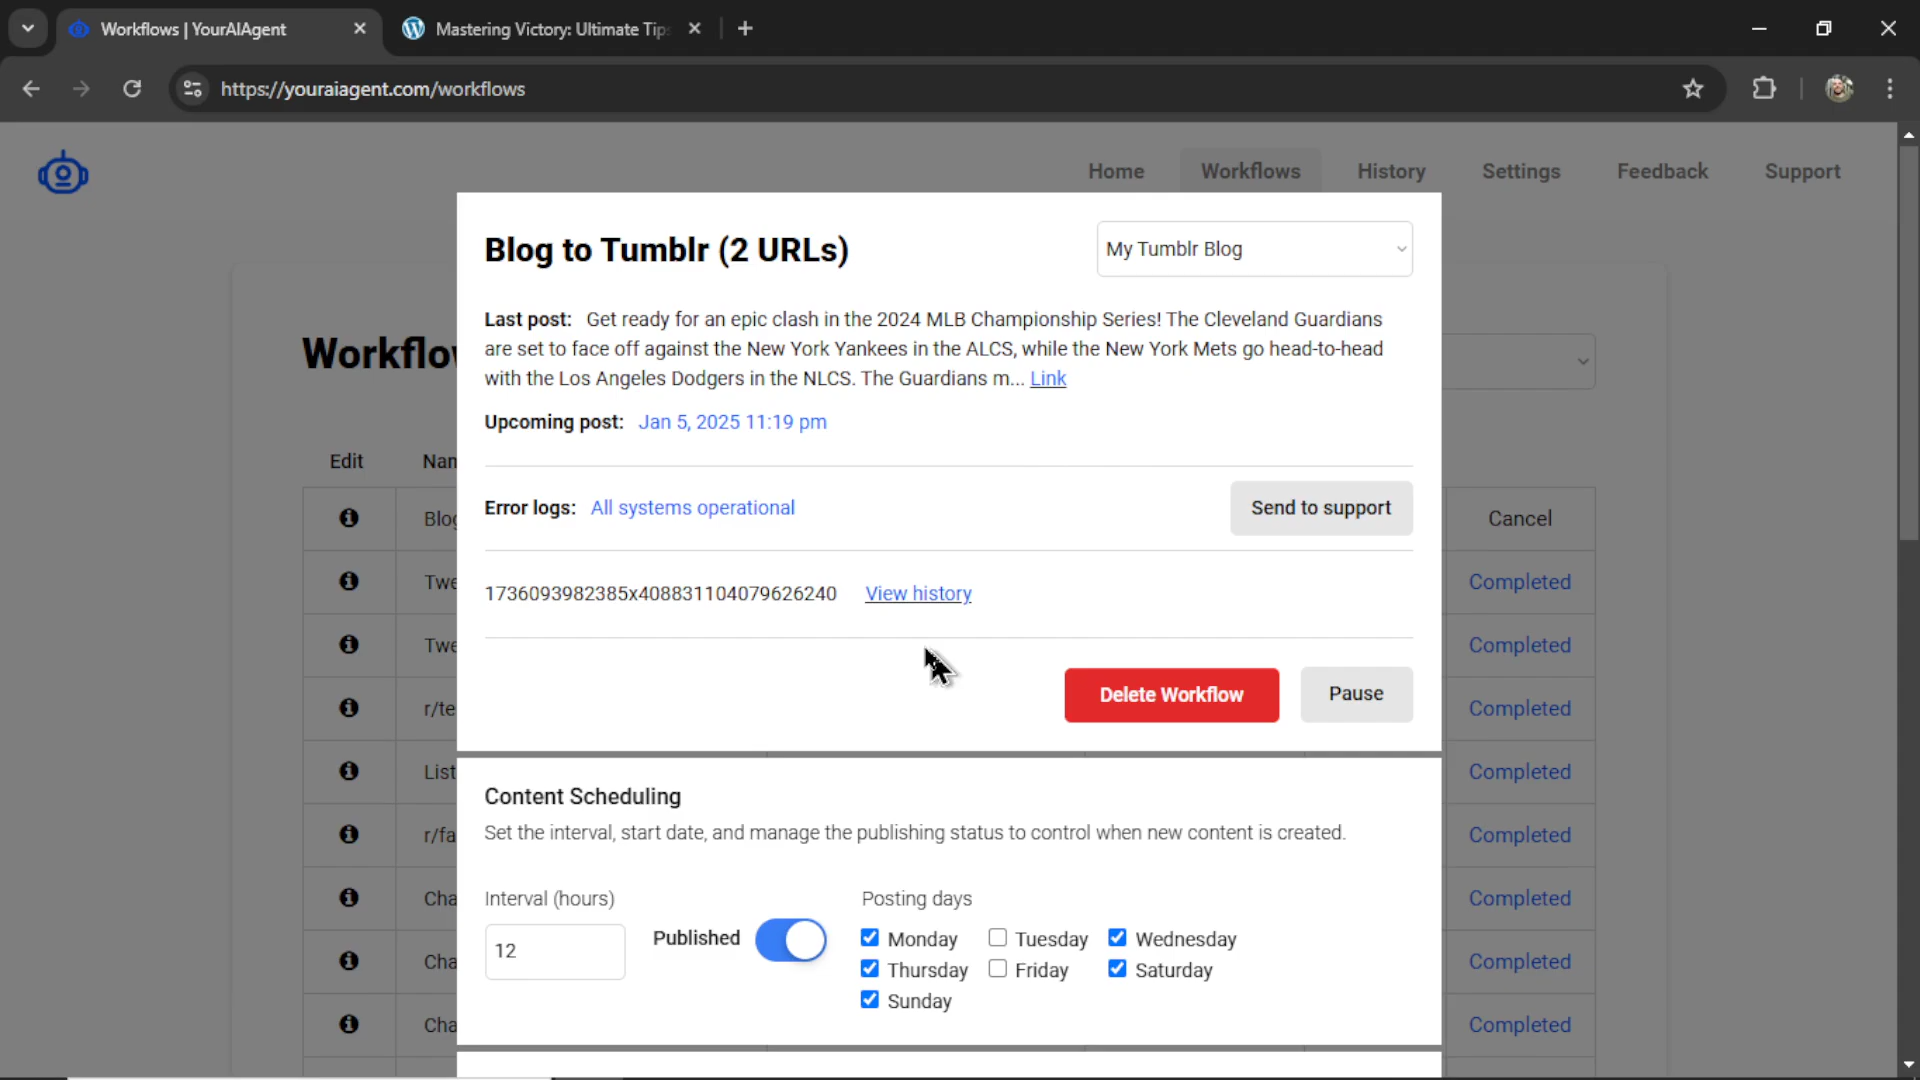 Workflows | YourAIAgent
Mastering Victory: Ultimate Tip
https://youraiagent.com/workflows
Home Workflows History Settings Feedback Support
Blog to Tumblr (2 URLs)
My Tumblr Blog
Last post: Get ready for an epic clash in the 2024 MLB Championship Series! The Cleveland Guardians
are set to face off against the New York Yankees in the ALCS, while the New York Mets go head-to-head
with the Los Angeles Dodgers in the NLCS. The Guardians m... Link
Workflo
Upcoming post: Jan 5, 2025 11:19 pm
Edit Nan
Error logs: All systems operational
Send to support
Blog Cancel
Twe Completed
1736093982385x408831104079626240 View history
Twe Completed
Delete Workflow Pause
r/te Completed
List Completed
Content Scheduling
Set the interval, start date, and manage the publishing status to control when new content is created.
r/fa Completed
Interval (hours) Posting days
Cha Completed
12 Published
Monday Tuesday Wednesday
Thursday Friday Saturday
Sunday
Cha Completed
Cha Completed